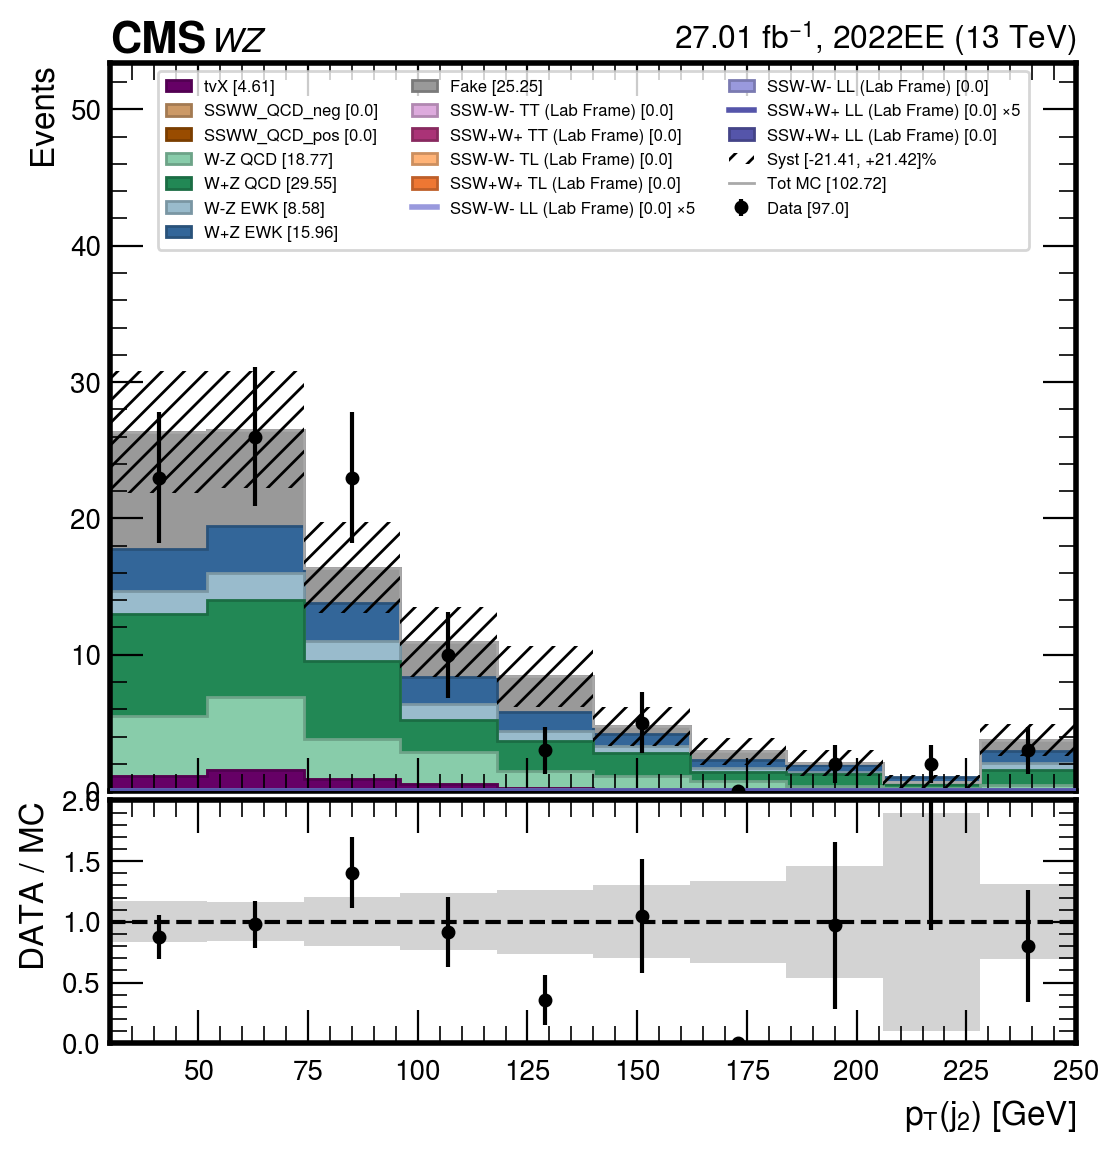 CMS WZ
27.01 fb⁻¹, 2022EE (13 TeV)
Events
tvX [4.61]
SSWW_QCD_neg [0.0]
SSWW_QCD_pos [0.0]
W-Z QCD [18.77]
W+Z QCD [29.55]
W-Z EWK [8.58]
W+Z EWK [15.96]
Fake [25.25]
SSW-W- TT (Lab Frame) [0.0]
SSW+W+ TT (Lab Frame) [0.0]
SSW-W- TL (Lab Frame) [0.0]
SSW+W+ TL (Lab Frame) [0.0]
SSW-W- LL (Lab Frame) [0.0] ×5
SSW-W- LL (Lab Frame) [0.0]
SSW+W+ LL (Lab Frame) [0.0] ×5
SSW+W+ LL (Lab Frame) [0.0]
Syst [-21.41, +21.42]%
Tot MC [102.72]
Data [97.0]
50
40
30
20
10
0
DATA / MC
2.0
1.5
1.0
0.5
0.0
50 75 100 125 150 175 200 225 250
p_T(j₂) [GeV]